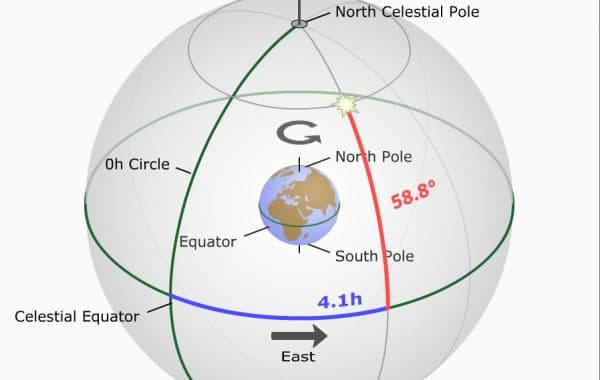 North Celestial Pole
North Pole
0h Circle
58.8°
Equator
South Pole
4.1h
Celestial Equator
East